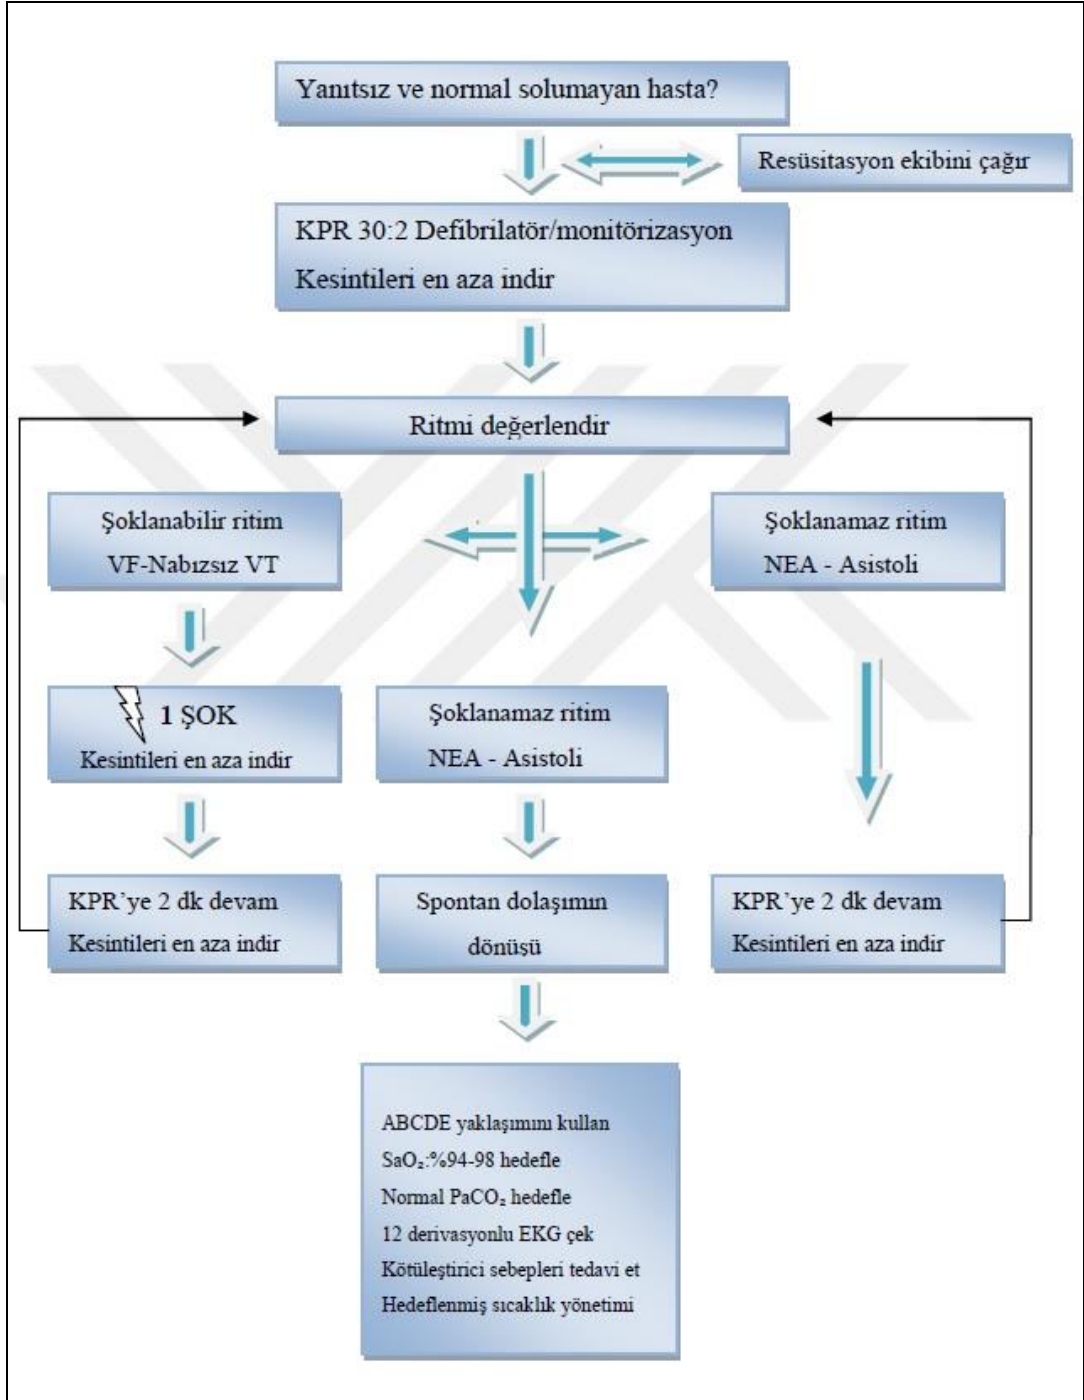 Yanıtsız ve normal solumayan hasta?
Resüsitasyon ekibini çağır
KPR 30:2 Defibrilatör/monitörizasyon
Kesintileri en aza indir
Ritmi değerlendir
Şoklanabilir ritim
VF-Nabızsız VT
Şoklanamaz ritim
NEA - Asistoli
1 ŞOK
Kesintileri en aza indir
Şoklanamaz ritim
NEA - Asistoli
KPR’ye 2 dk devam
Kesintileri en aza indir
Spontan dolaşımın
dönüşü
KPR’ye 2 dk devam
Kesintileri en aza indir
ABCDE yaklaşımını kullan
SaO₂:%94-98 hedefle
Normal PaCO₂ hedefle
12 derivasyonlu EKG çek
Kötüleştirici sebepleri tedavi et
Hedeflenmiş sıcaklık yönetimi